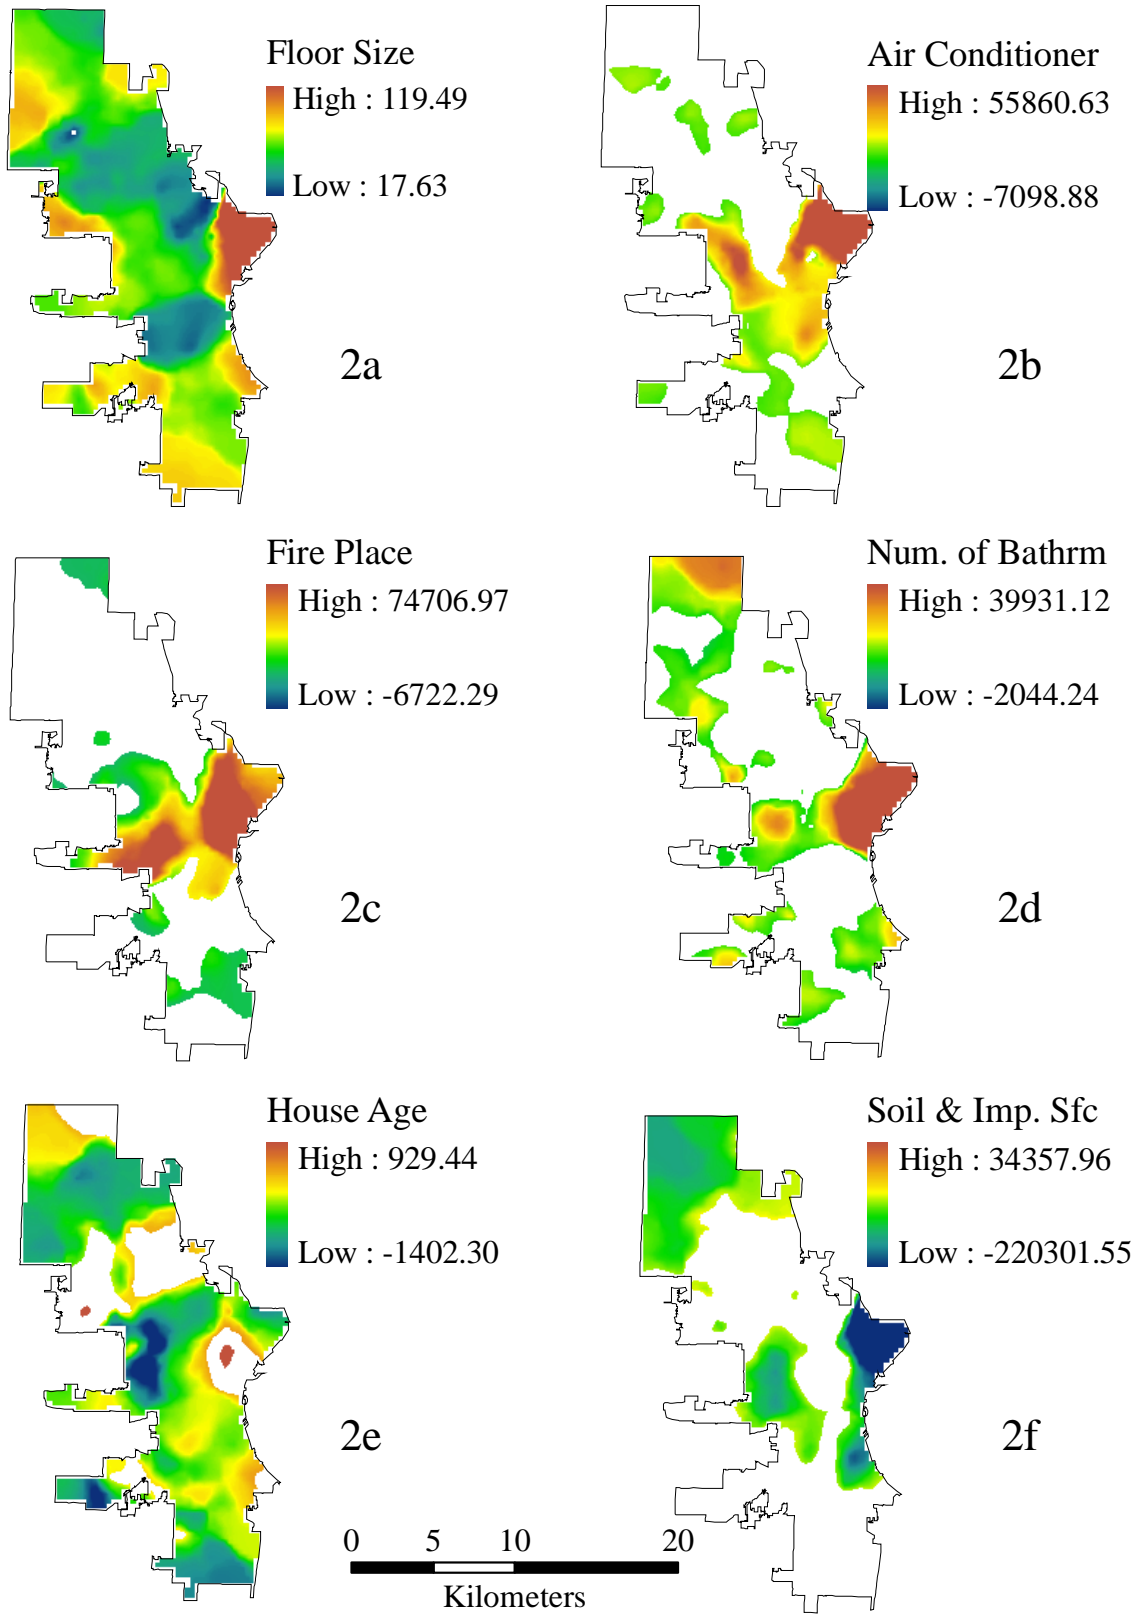 Floor Size
High : 119.49
Low : 17.63
2a
Air Conditioner
High : 55860.63
Low : -7098.88
2b
Fire Place
High : 74706.97
Low : -6722.29
2c
Num. of Bathrm
High : 39931.12
Low : -2044.24
2d
House Age
High : 929.44
Low : -1402.30
2e
Soil & Imp. Sfc
High : 34357.96
Low : -220301.55
2f
0 5 10 20
Kilometers